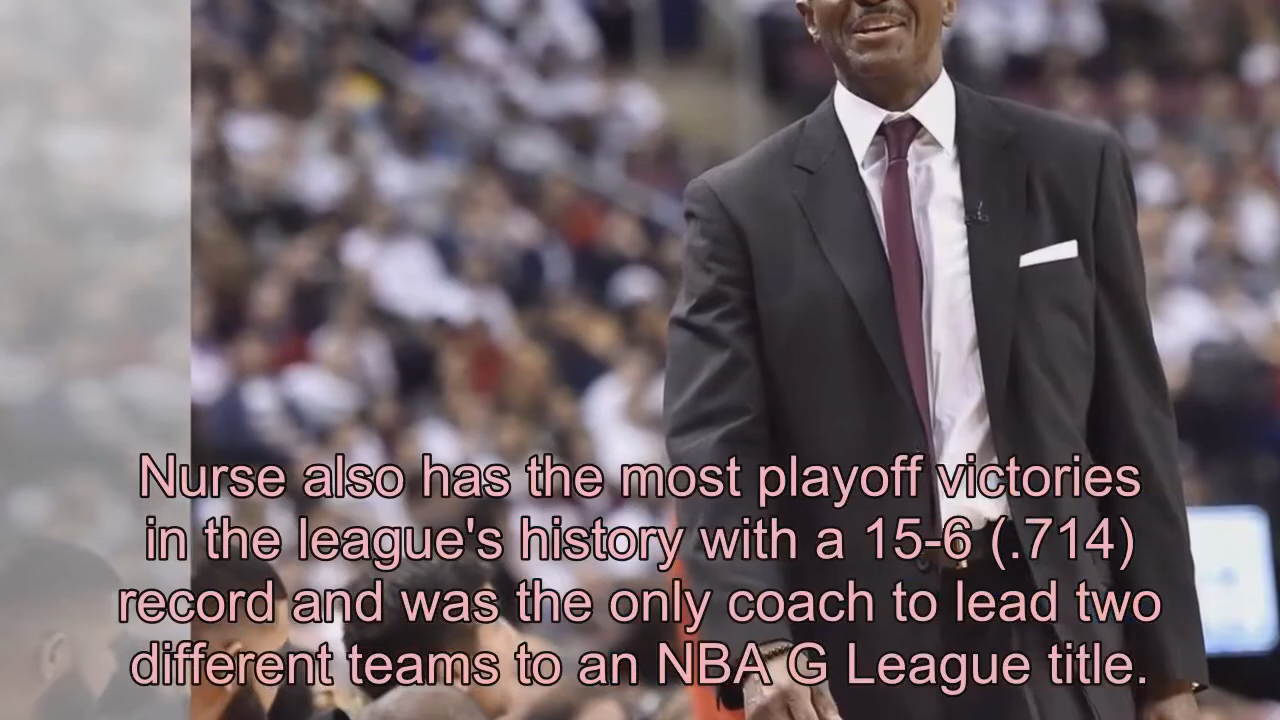 Nurse also has the most playoff victories
in the league's history with a 15-6 (.714)
record and was the only coach to lead two
different teams to an NBA G League title.